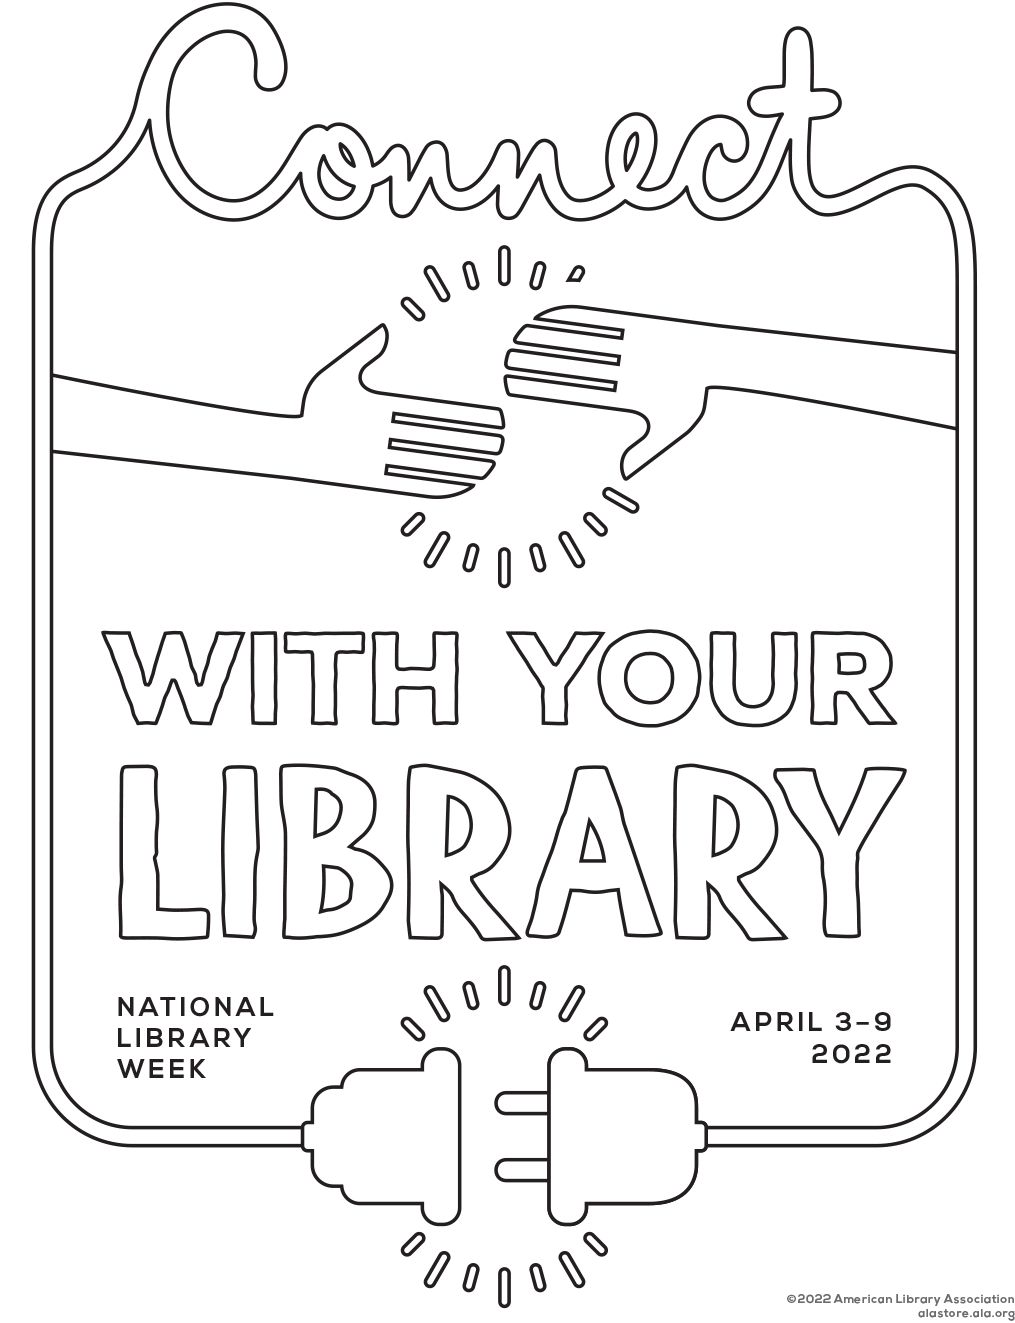 Connect
WITH YOUR
LIBRARY
NATIONAL
LIBRARY
WEEK
APRIL 3–9
2022
©2022 American Library Association
alastore.ala.org